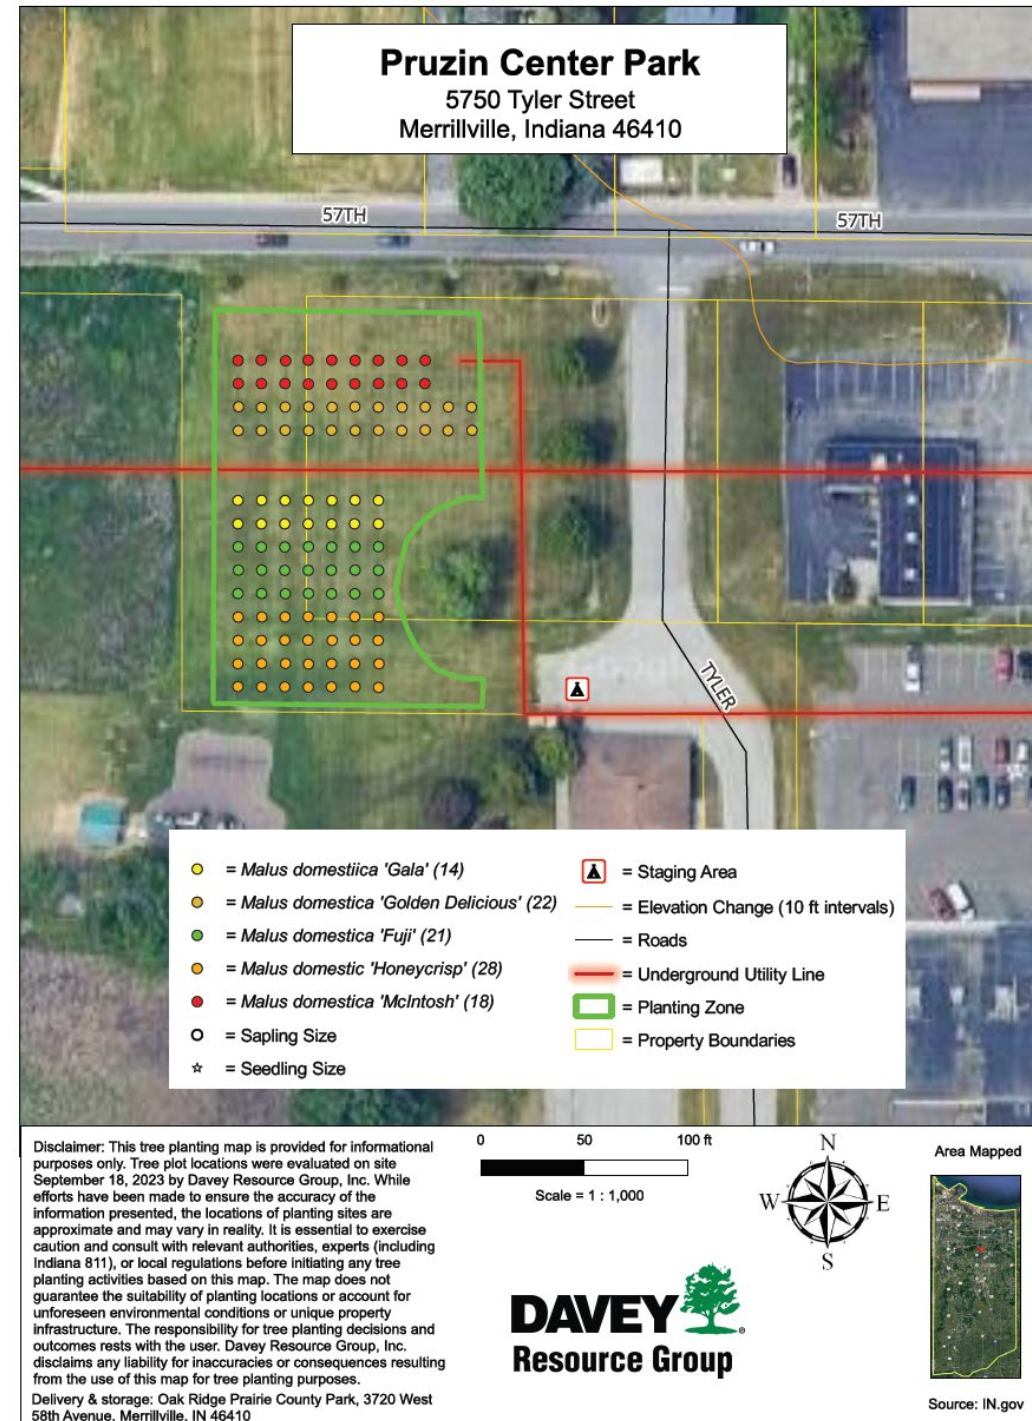 Pruzin Center Park
5750 Tyler Street
Merrillville, Indiana 46410
57TH
57TH
TYLER
= Malus domestiica 'Gala' (14)
= Malus domestica 'Golden Delicious' (22)
= Malus domestica 'Fuji' (21)
= Malus domestic 'Honeycrisp' (28)
= Malus domestica 'McIntosh' (18)
= Sapling Size
= Seedling Size
= Staging Area
= Elevation Change (10 ft intervals)
= Roads
= Underground Utility Line
= Planting Zone
= Property Boundaries
Disclaimer: This tree planting map is provided for informational
purposes only. Tree plot locations were evaluated on site
September 18, 2023 by Davey Resource Group, Inc. While
efforts have been made to ensure the accuracy of the
information presented, the locations of planting sites are
approximate and may vary in reality. It is essential to exercise
caution and consult with relevant authorities, experts (including
Indiana 811), or local regulations before initiating any tree
planting activities based on this map. The map does not
guarantee the suitability of planting locations or account for
unforeseen environmental conditions or unique property
infrastructure. The responsibility for tree planting decisions and
outcomes rests with the user. Davey Resource Group, Inc.
disclaims any liability for inaccuracies or consequences resulting
from the use of this map for tree planting purposes.
Delivery & storage: Oak Ridge Prairie County Park, 3720 West
58th Avenue, Merrillville, IN 46410
0 50 100 ft
Scale = 1 : 1,000
N
W E
S
DAVEY
Resource Group
Area Mapped
Source: IN.gov